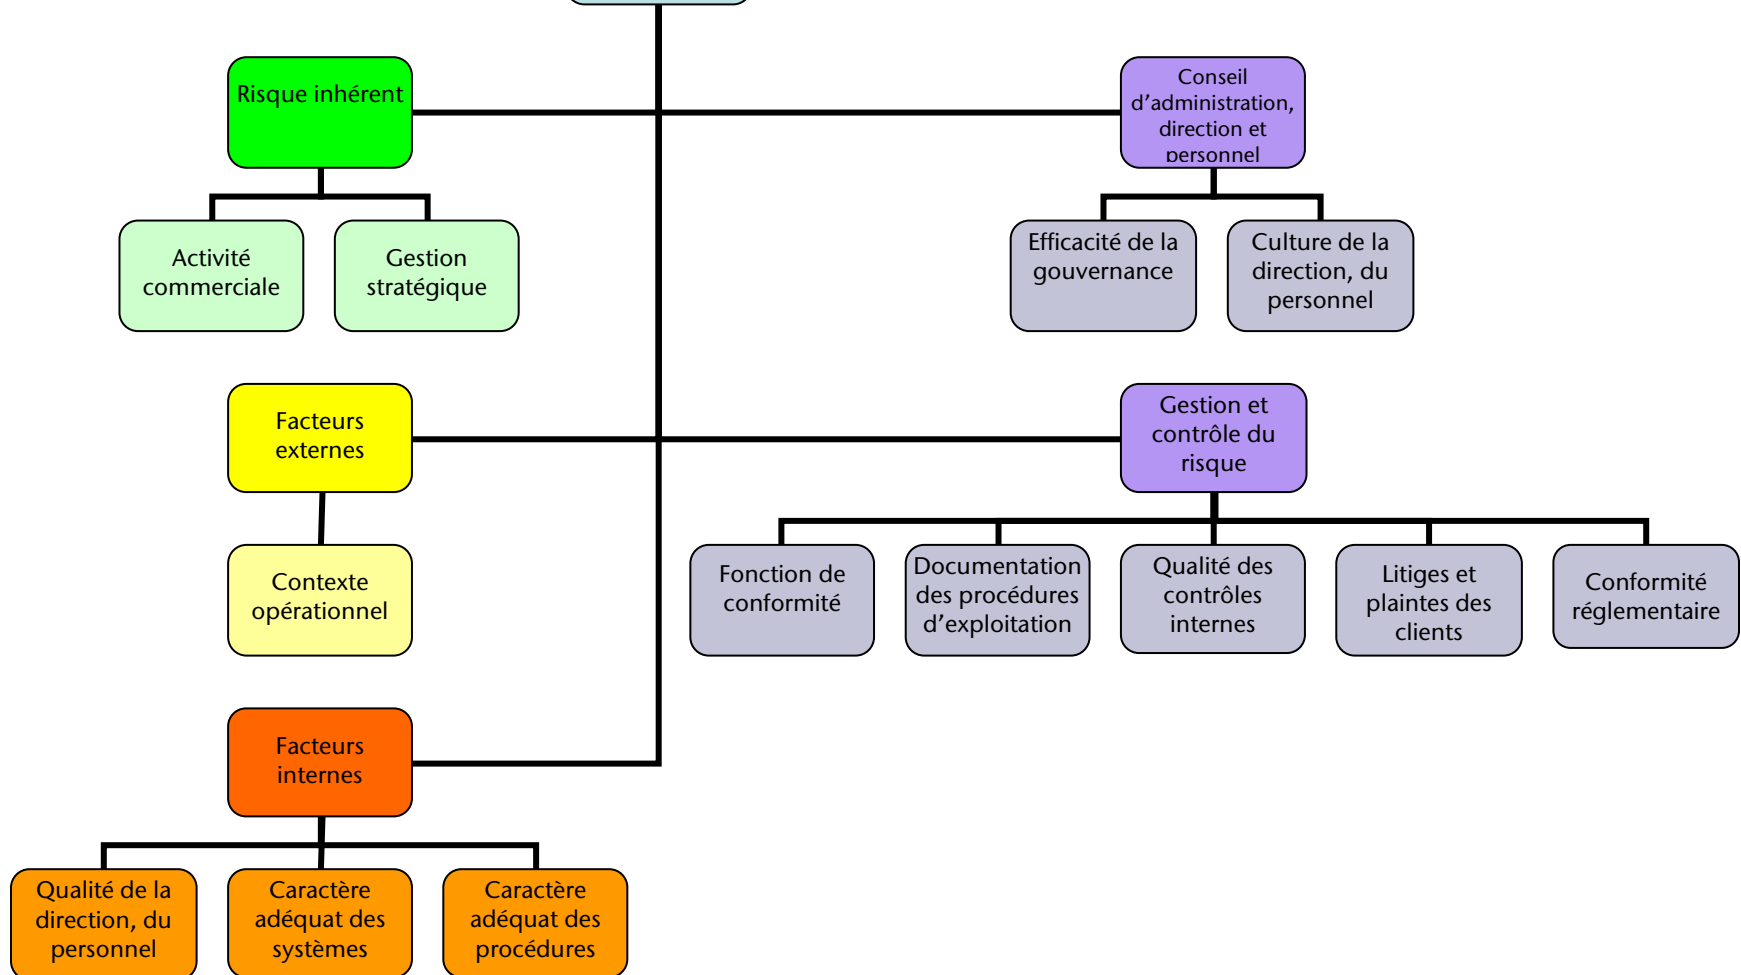 Risque inhérent
Conseil
d’administration,
direction et
personnel
Activité
commerciale
Gestion
stratégique
Efficacité de la
gouvernance
Culture de la
direction, du
personnel
Facteurs
externes
Gestion et
contrôle du
risque
Contexte
opérationnel
Fonction de
conformité
Documentation
des procédures
d’exploitation
Qualité des
contrôles
internes
Litiges et
plaintes des
clients
Conformité
réglementaire
Facteurs
internes
Qualité de la
direction, du
personnel
Caractère
adéquat des
systèmes
Caractère
adéquat des
procédures